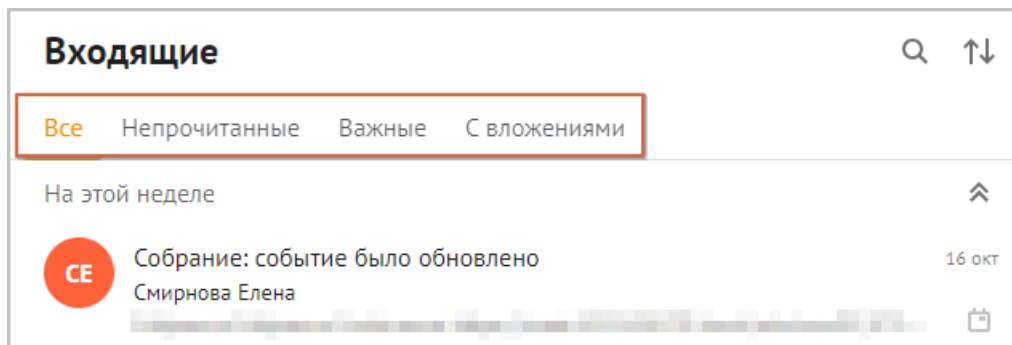 Входящие
Все Непрочитанные Важные С вложениями
На этой неделе
СЕ Собрание: событие было обновлено 16 окт
Смирнова Елена